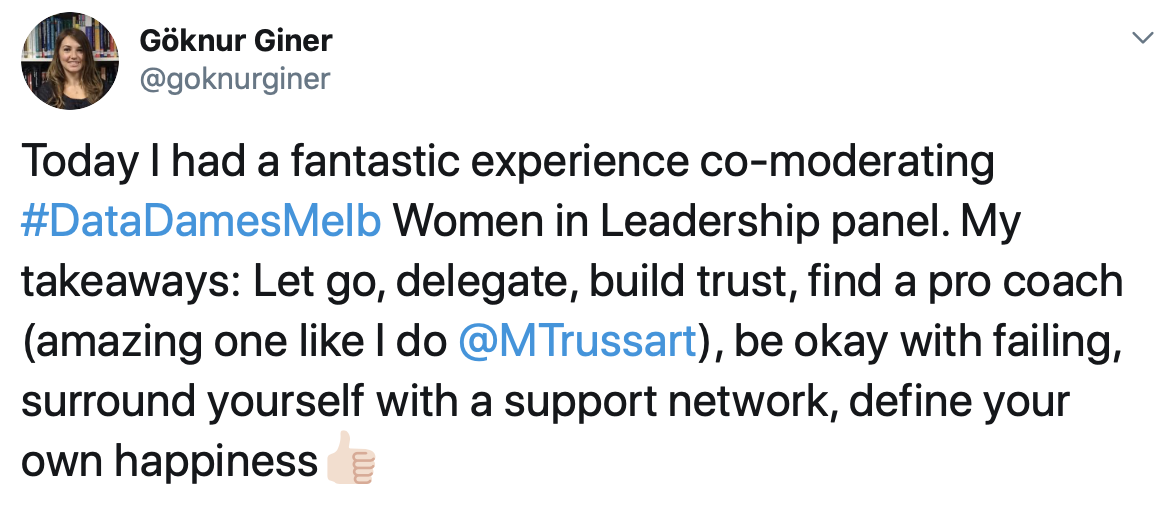 Göknur Giner
@goknurginer
Today I had a fantastic experience co-moderating
#DataDamesMelb Women in Leadership panel. My
takeaways: Let go, delegate, build trust, find a pro coach
(amazing one like I do @MTrussart), be okay with failing,
surround yourself with a support network, define your
own happiness👍🏻